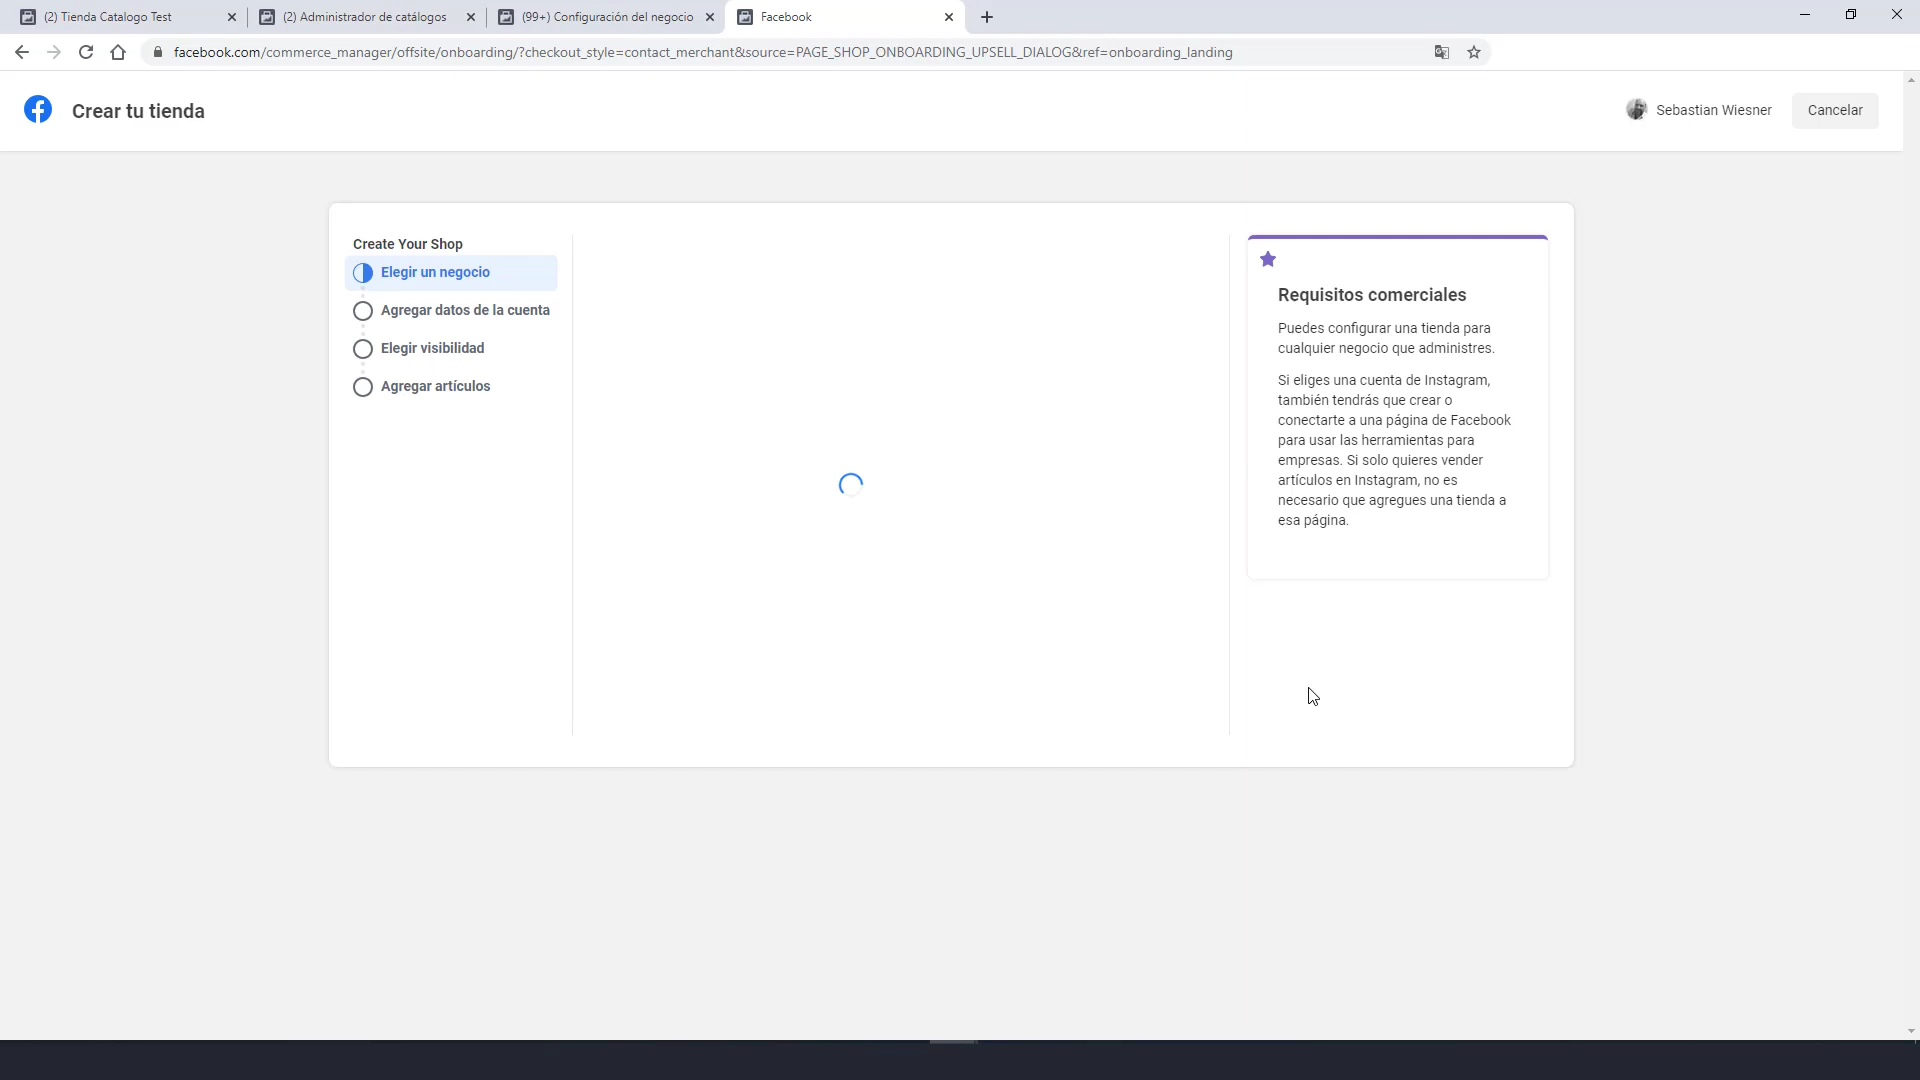 (2) Tienda Catalogo Test
(2) Administrador de catálogos
(99+) Configuración del negocio
Facebook
facebook.com/commerce_manager/offsite/onboarding/?checkout_style=contact_merchant&source=PAGE_SHOP_ONBOARDING_UPSELL_DIALOG&ref=onboarding_landing
Crear tu tienda
Sebastian Wiesner
Cancelar
Create Your Shop
Elegir un negocio
Agregar datos de la cuenta
Elegir visibilidad
Agregar artículos
Requisitos comerciales
Puedes configurar una tienda para
cualquier negocio que administres.
Si eliges una cuenta de Instagram,
también tendrás que crear o
conectarte a una página de Facebook
para usar las herramientas para
empresas. Si solo quieres vender
artículos en Instagram, no es
necesario que agregues una tienda a
esa página.